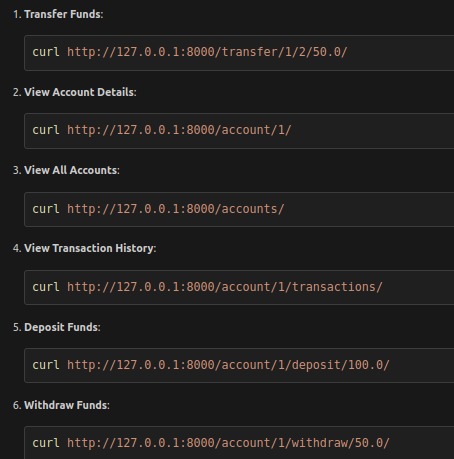 1. Transfer Funds:
curl http://127.0.0.1:8000/transfer/1/2/50.0/
2. View Account Details:
curl http://127.0.0.1:8000/account/1/
3. View All Accounts:
curl http://127.0.0.1:8000/accounts/
4. View Transaction History:
curl http://127.0.0.1:8000/account/1/transactions/
5. Deposit Funds:
curl http://127.0.0.1:8000/account/1/deposit/100.0/
6. Withdraw Funds:
curl http://127.0.0.1:8000/account/1/withdraw/50.0/